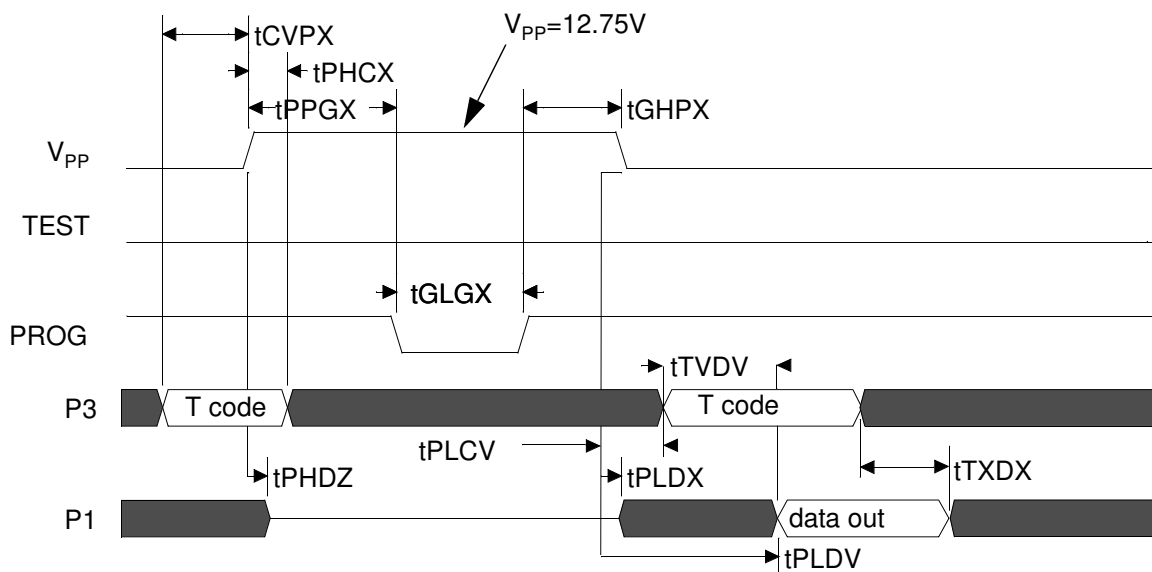 tCVPX
V_PP=12.75V
tPHCX
tPPGX
tGHPX
V_PP
TEST
tGLGX
PROG
tTVDV
P3
T code
T code
tPLCV
tPHDZ
tPLDX
tTXDX
P1
data out
tPLDV